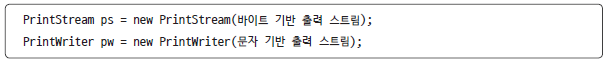 PrintStream ps = new PrintStream(바이트 기반 출력 스트림);
PrintWriter pw = new PrintWriter(문자 기반 출력 스트림);